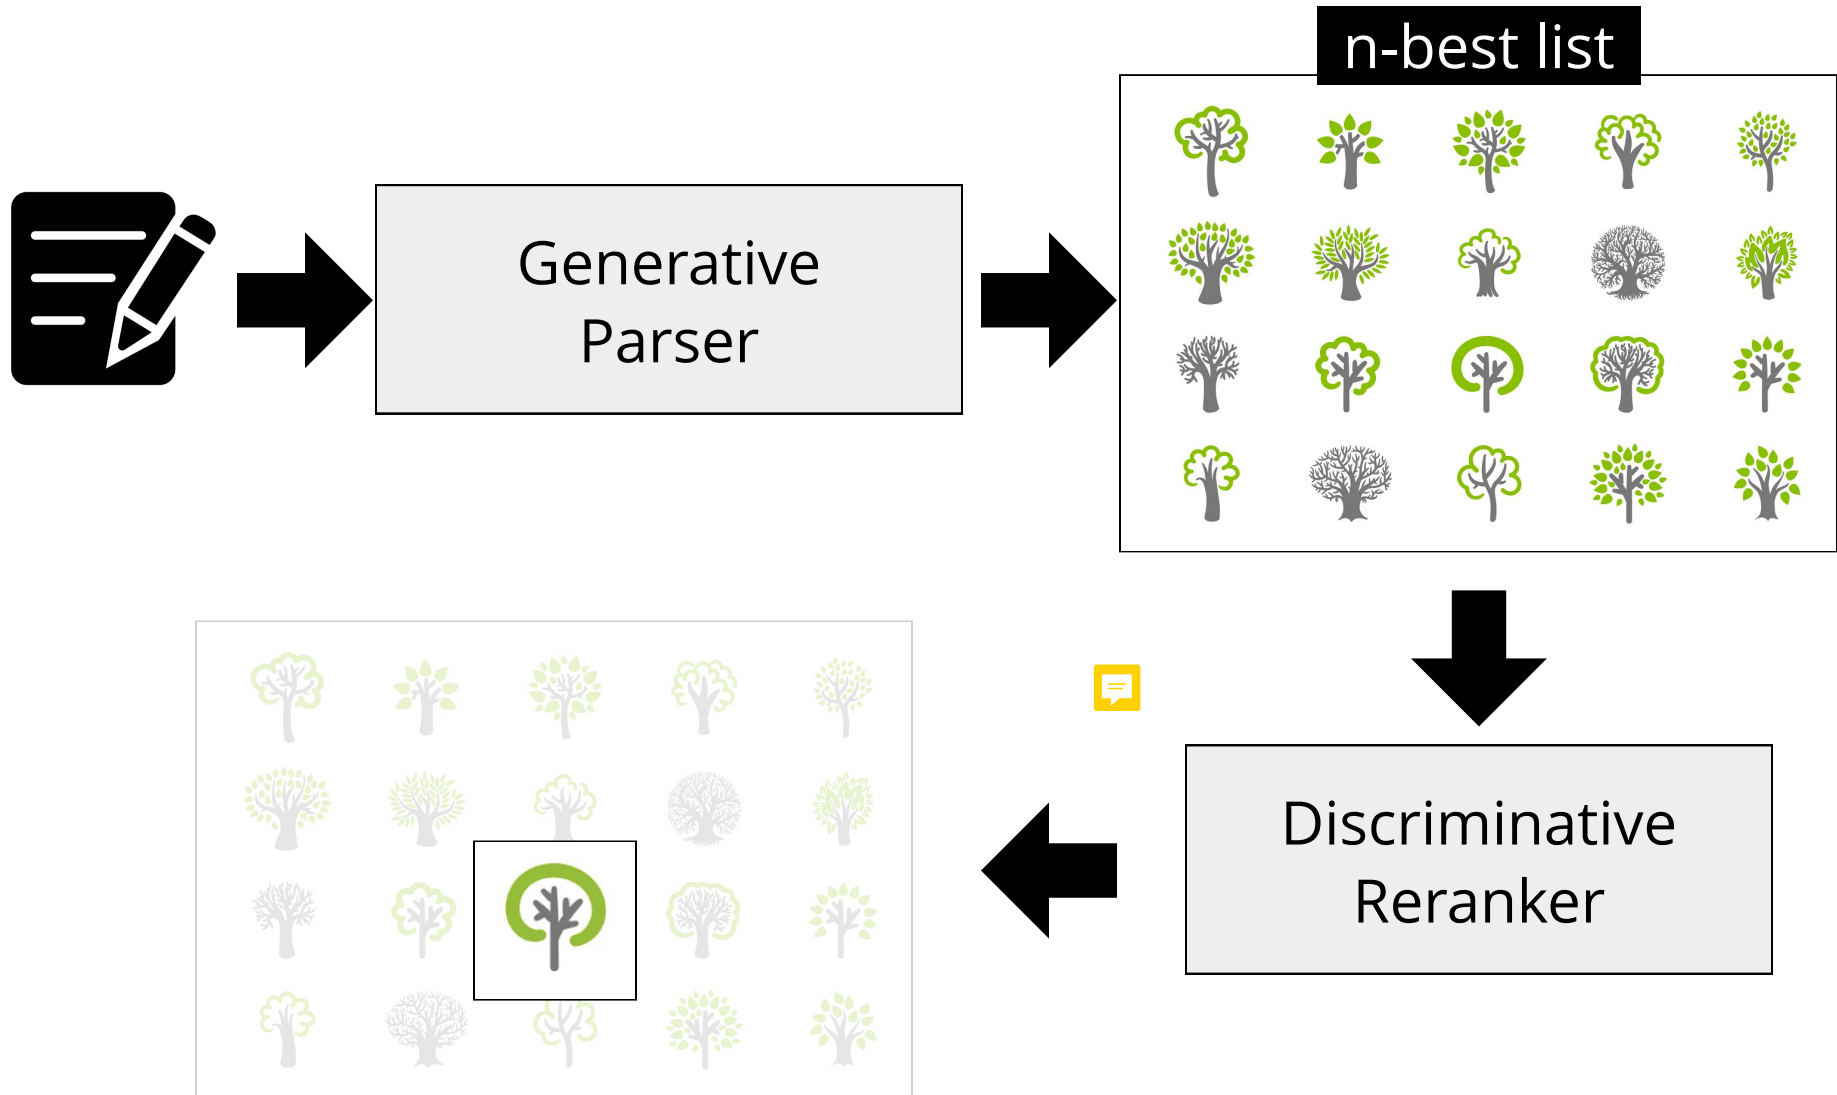 n-best list
Generative
Parser
Discriminative
Reranker